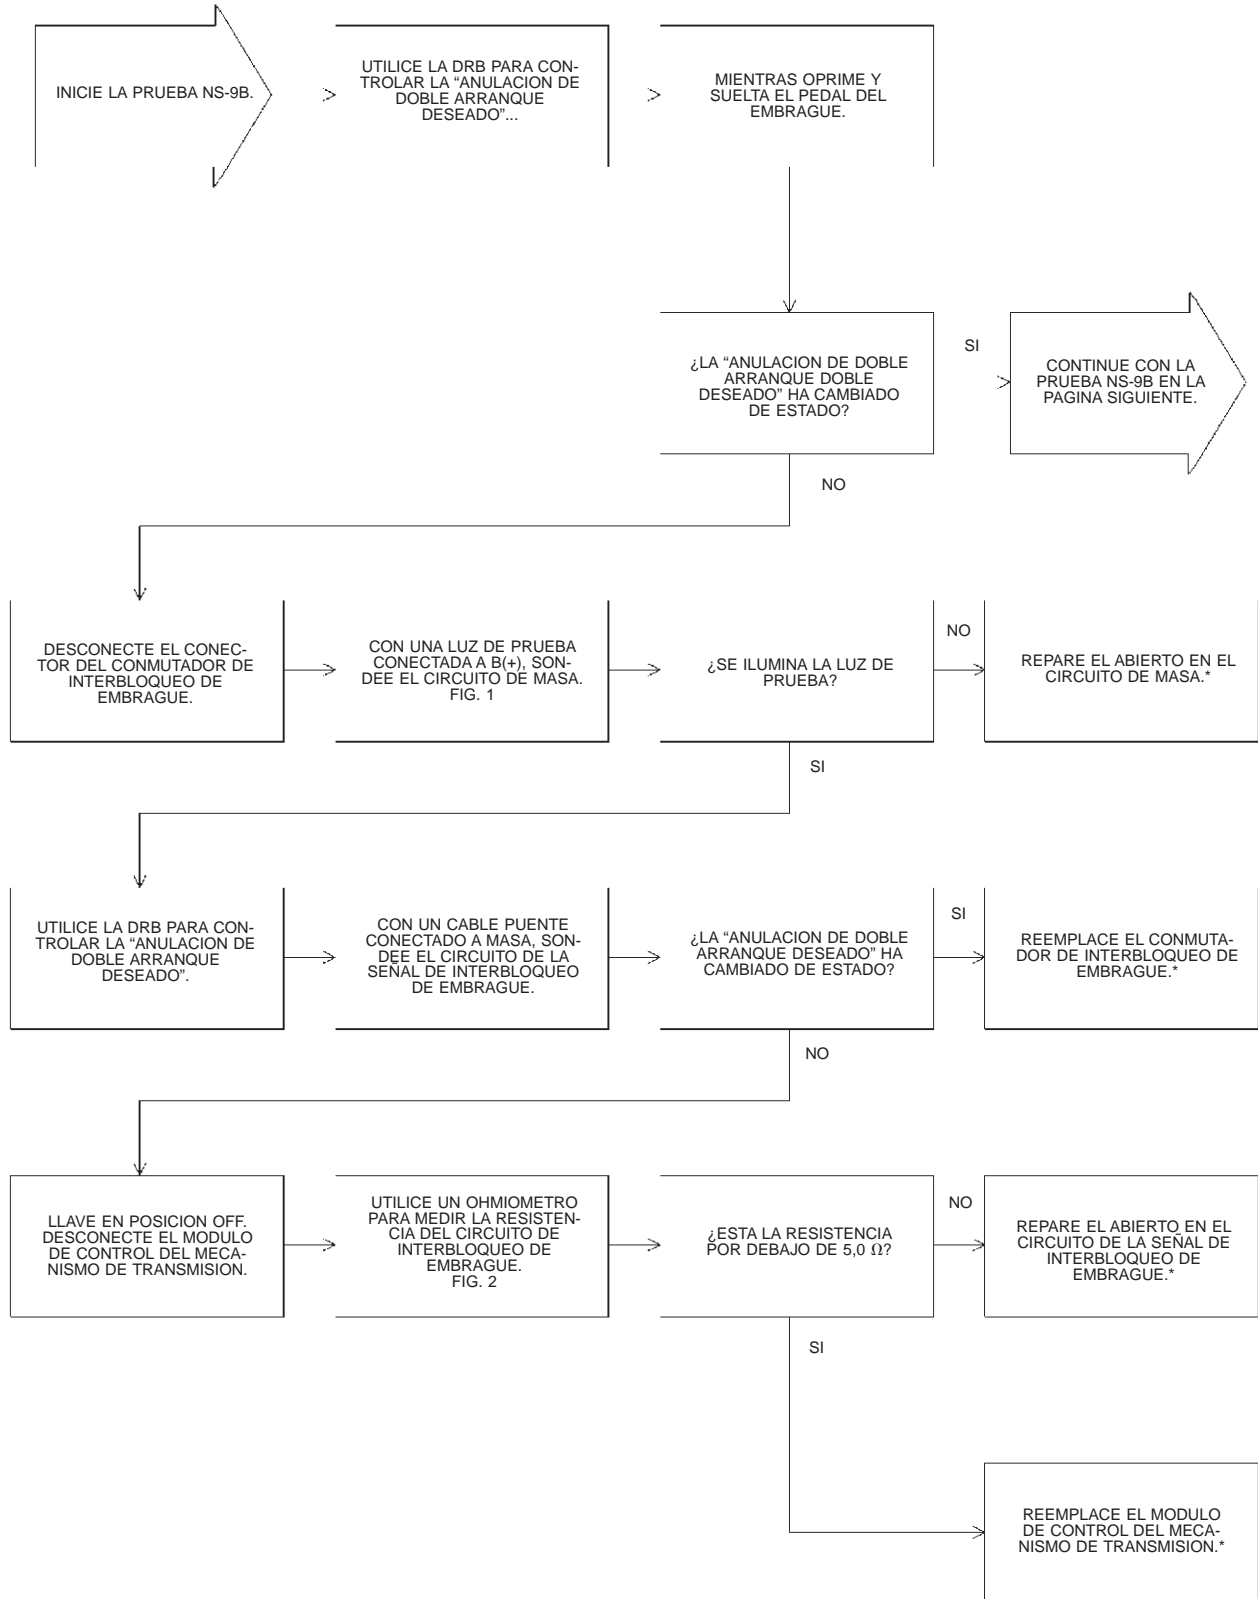 INICIE LA PRUEBA NS-9B.
UTILICE LA DRB PARA CON-
TROLAR LA “ANULACION DE
DOBLE ARRANQUE
DESEADO”...
MIENTRAS OPRIME Y
SUELTA EL PEDAL DEL
EMBRAGUE.
¿LA “ANULACION DE DOBLE
ARRANQUE DOBLE
DESEADO” HA CAMBIADO
DE ESTADO?
SI
CONTINUE CON LA
PRUEBA NS-9B EN LA
PAGINA SIGUIENTE.
NO
DESCONECTE EL CONEC-
TOR DEL CONMUTADOR DE
INTERBLOQUEO DE
EMBRAGUE.
CON UNA LUZ DE PRUEBA
CONECTADA A B(+), SON-
DEE EL CIRCUITO DE MASA.
FIG. 1
¿SE ILUMINA LA LUZ DE
PRUEBA?
NO
REPARE EL ABIERTO EN EL
CIRCUITO DE MASA.*
SI
UTILICE LA DRB PARA CON-
TROLAR LA “ANULACION DE
DOBLE ARRANQUE
DESEADO”.
CON UN CABLE PUENTE
CONECTADO A MASA, SON-
DEE EL CIRCUITO DE LA
SEÑAL DE INTERBLOQUEO
DE EMBRAGUE.
¿LA “ANULACION DE DOBLE
ARRANQUE DESEADO” HA
CAMBIADO DE ESTADO?
SI
REEMPLACE EL CONMUTA-
DOR DE INTERBLOQUEO DE
EMBRAGUE.*
NO
LLAVE EN POSICION OFF.
DESCONECTE EL MODULO
DE CONTROL DEL MECA-
NISMO DE TRANSMISION.
UTILICE UN OHMIOMETRO
PARA MEDIR LA RESISTEN-
CIA DEL CIRCUITO DE
INTERBLOQUEO DE
EMBRAGUE.
FIG. 2
¿ESTA LA RESISTENCIA
POR DEBAJO DE 5,0 Ω?
NO
REPARE EL ABIERTO EN EL
CIRCUITO DE LA SEÑAL DE
INTERBLOQUEO DE
EMBRAGUE.*
SI
REEMPLACE EL MODULO
DE CONTROL DEL MECA-
NISMO DE TRANSMISION.*